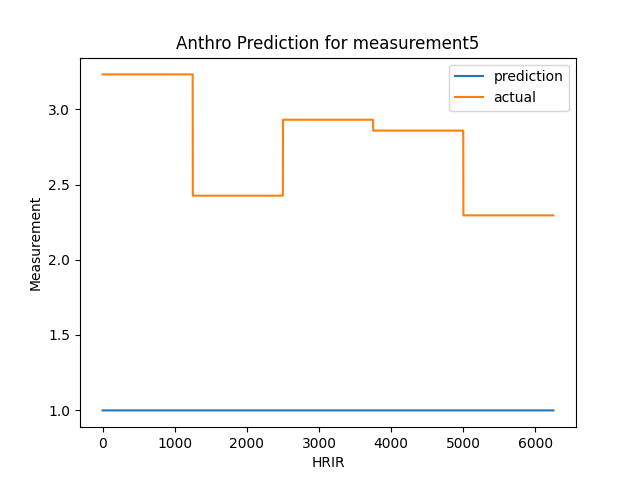 Anthro Prediction for measurement5
prediction
actual
Measurement
3.0
2.5
2.0
1.5
1.0
0 1000 2000 3000 4000 5000 6000
HRIR